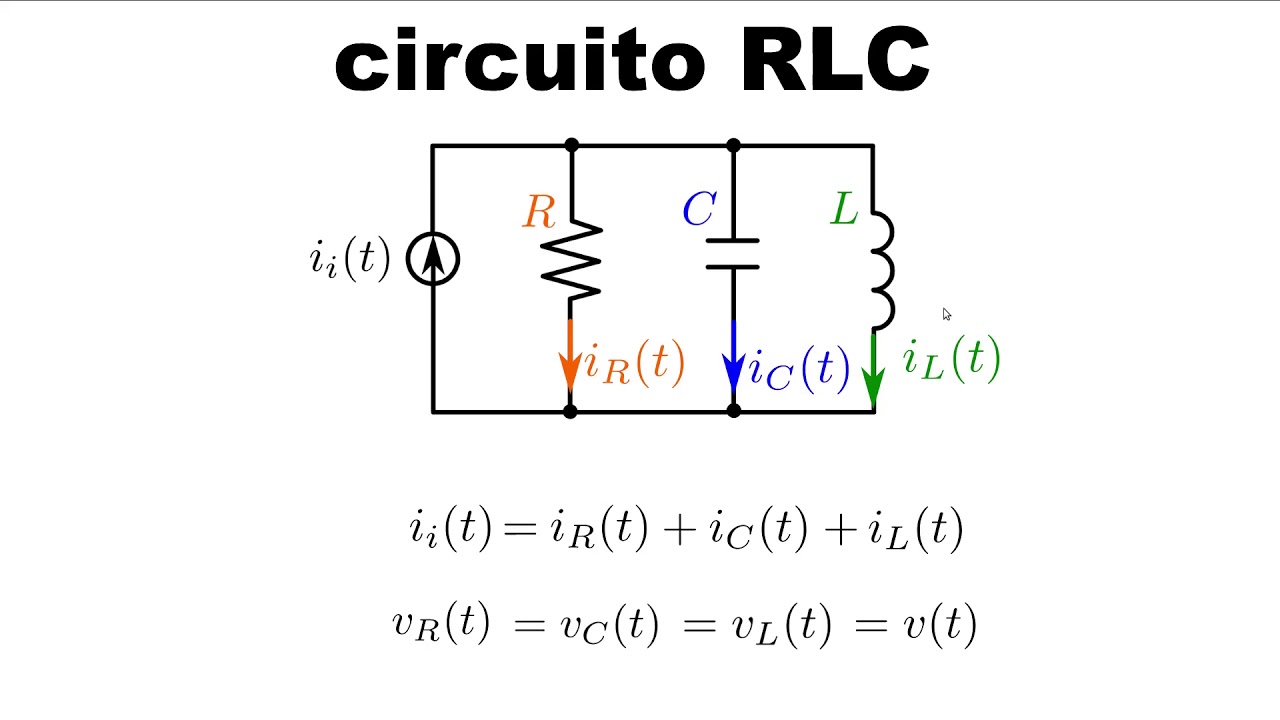 circuito RLC
R C L
i_i(t)
i_R(t) i_C(t) i_L(t)
i_i(t) = i_R(t) + i_C(t) + i_L(t)
v_R(t) = v_C(t) = v_L(t) = v(t)